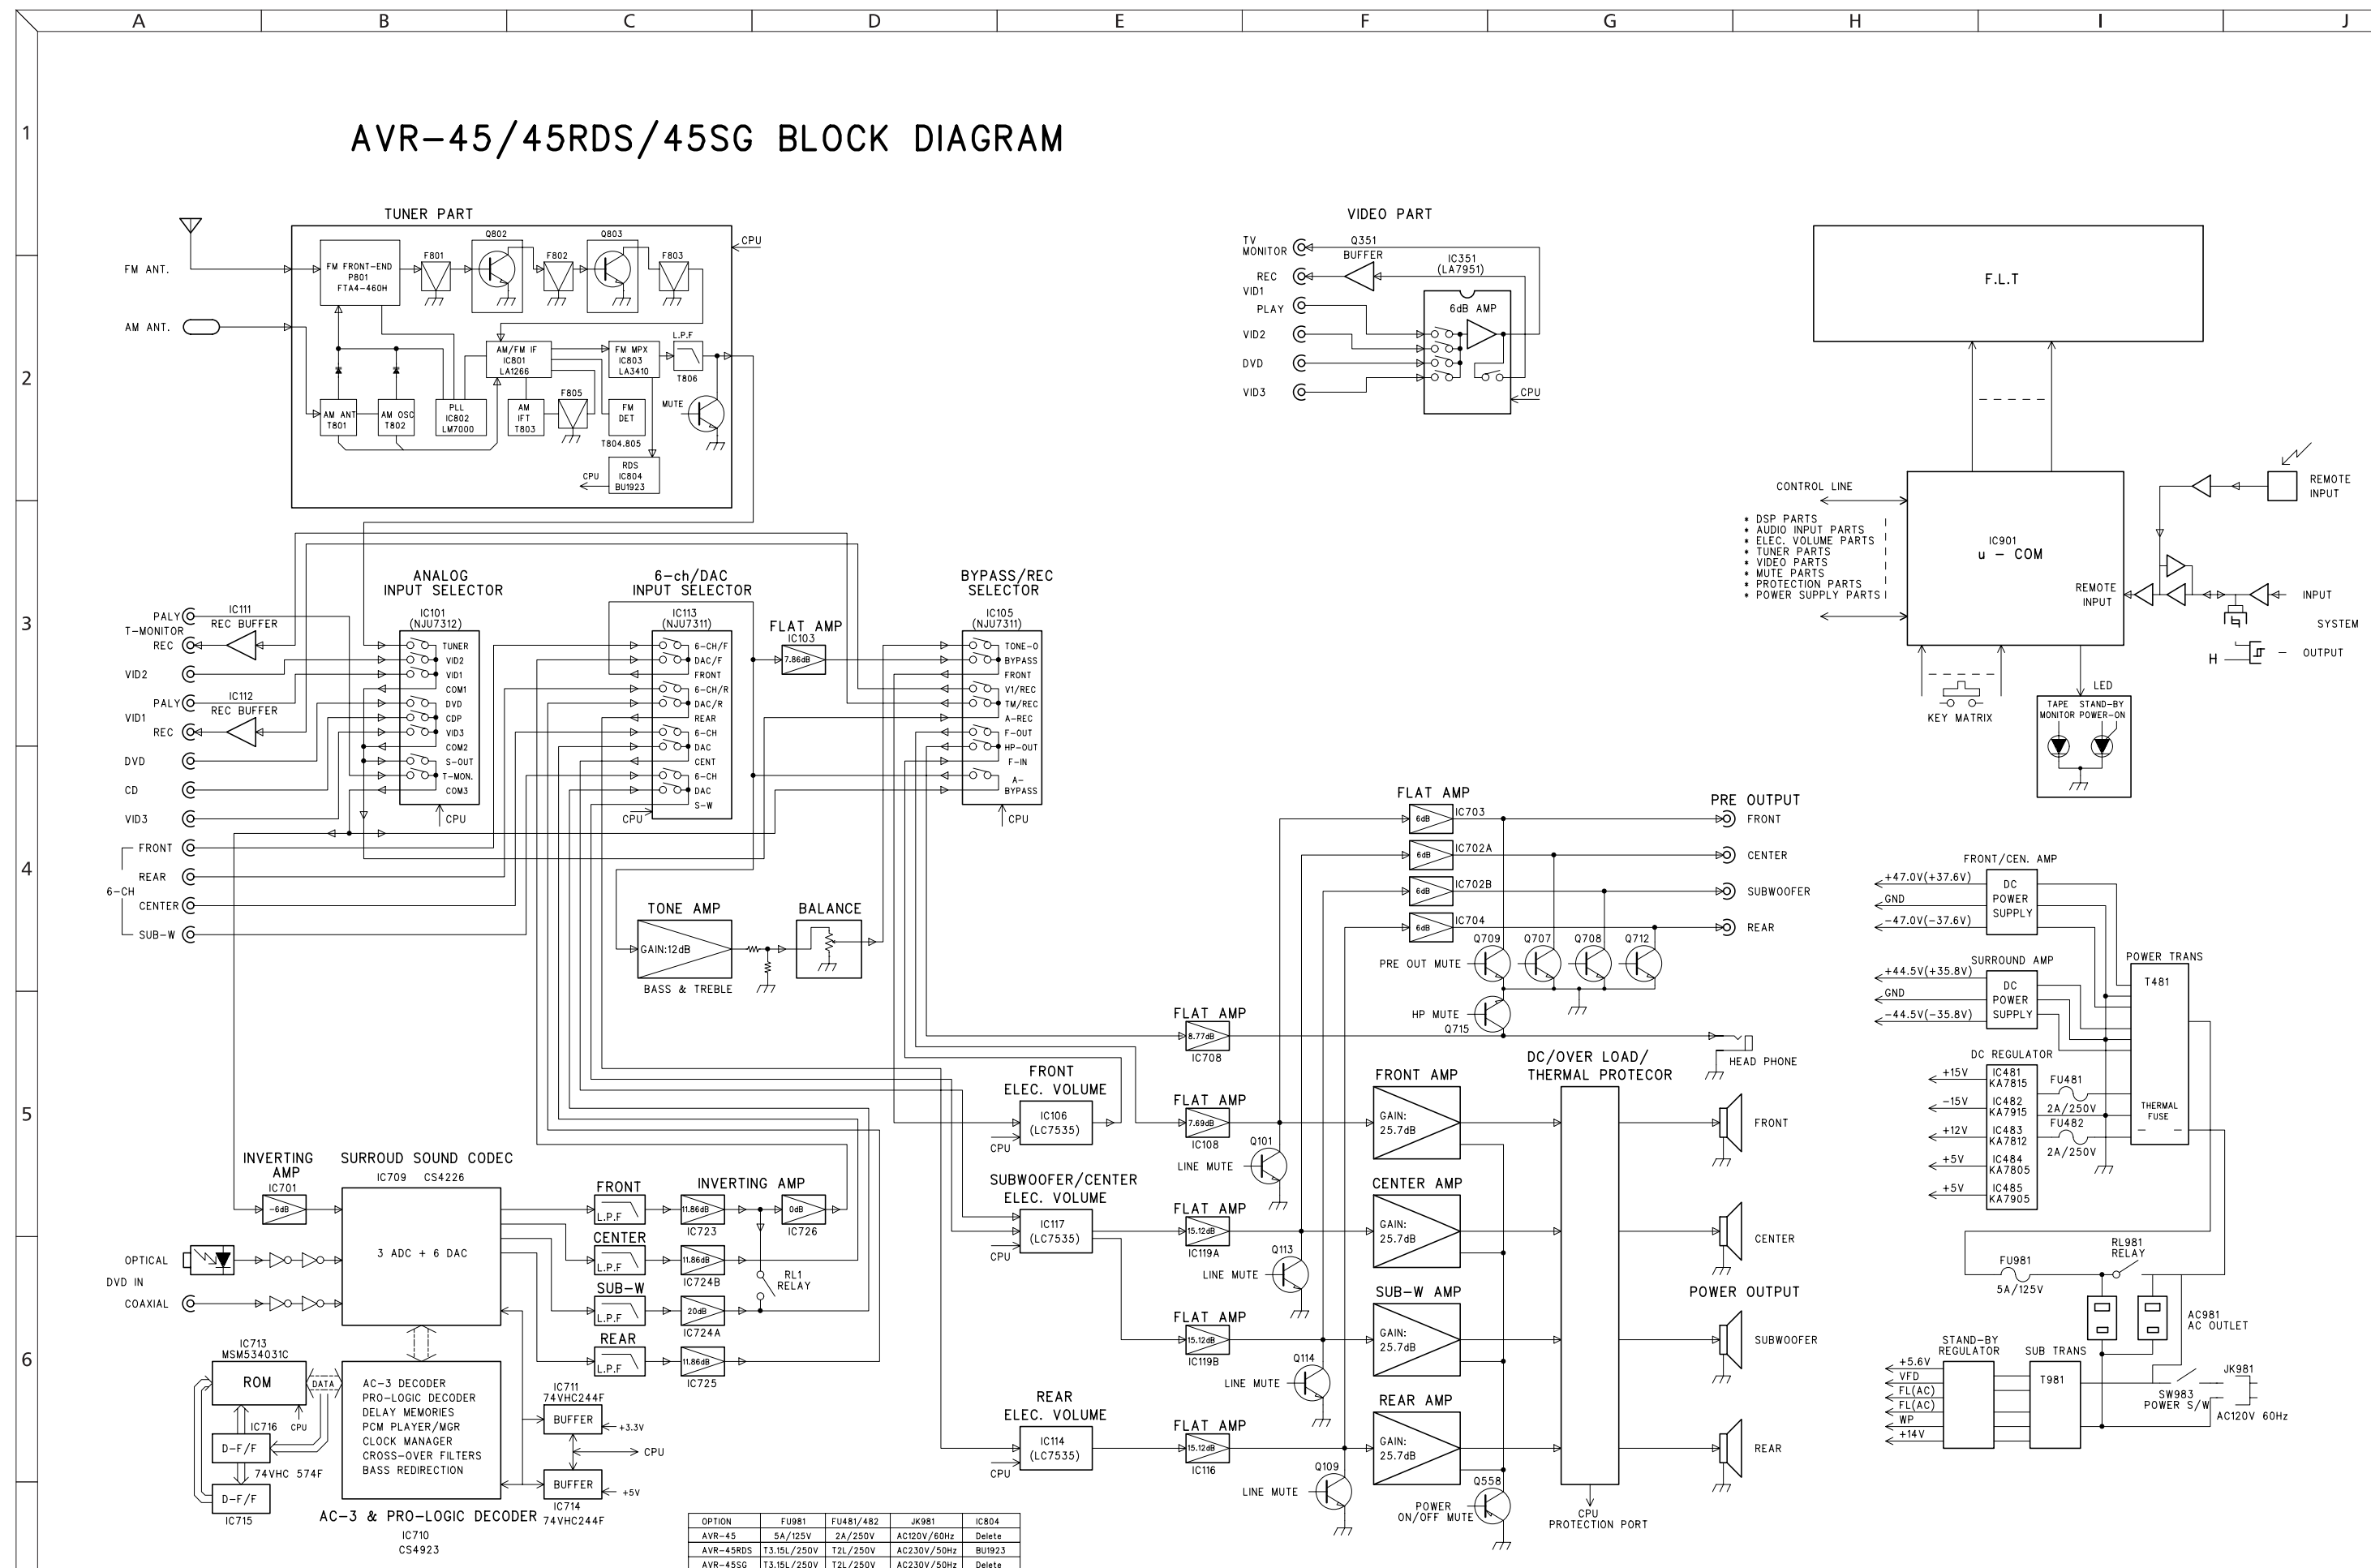 A B C D E F G H I J
1
AVR-45/45RDS/45SG BLOCK DIAGRAM
TUNER PART
FM ANT.
AM ANT.
FM FRONT-END
P801
FTA4-460H
F801
Q802
F802
Q803
F803
CPU
AM/FM IF
IC801
LA1266
FM MPX
IC803
LA3410
L.P.F
T806
AM ANT
T801
AM OSC
T802
PLL
IC802
LM7000
AM
IFT
T803
F805
FM
DET
T804.805
MUTE
RDS
IC804
BU1923
CPU
VIDEO PART
TV
MONITOR
REC
VID1
PLAY
VID2
DVD
VID3
Q351
BUFFER
IC351
(LA7951)
6dB AMP
CPU
F.L.T
2
CONTROL LINE
* DSP PARTS
* AUDIO INPUT PARTS
* ELEC. VOLUME PARTS
* TUNER PARTS
* VIDEO PARTS
* MUTE PARTS
* PROTECTION PARTS
* POWER SUPPLY PARTS
IC901
u - COM
REMOTE
INPUT
REMOTE
INPUT
INPUT
SYSTEM
H
OUTPUT
KEY MATRIX
LED
TAPE
MONITOR
STAND-BY
POWER-ON
3
PALY
T-MONITOR
REC
VID2
PALY
VID1
REC
DVD
CD
VID3
FRONT
REAR
6-CH
CENTER
SUB-W
IC111
REC BUFFER
IC112
REC BUFFER
ANALOG
INPUT SELECTOR
IC101
(NJU7312)
TUNER
VID2
VID1
COM1
DVD
CDP
VID3
COM2
S-OUT
T-MON.
COM3
CPU
6-ch/DAC
INPUT SELECTOR
IC113
(NJU7311)
6-CH/F
DAC/F
FRONT
6-CH/R
DAC/R
REAR
6-CH
DAC
CENT
6-CH
DAC
S-W
CPU
FLAT AMP
IC103
7.86dB
BYPASS/REC
SELECTOR
IC105
(NJU7311)
TONE-O
BYPASS
FRONT
V1/REC
TM/REC
A-REC
F-OUT
HP-OUT
F-IN
A-
BYPASS
CPU
4
TONE AMP
GAIN:12dB
BASS & TREBLE
BALANCE
FLAT AMP
6dB
IC703
6dB
IC702A
6dB
IC702B
6dB
IC704
PRE OUTPUT
FRONT
CENTER
SUBWOOFER
REAR
Q709
Q707
Q708
Q712
PRE OUT MUTE
HP MUTE
Q715
FLAT AMP
8.77dB
IC708
HEAD PHONE
FRONT/CEN. AMP
+47.0V(+37.6V)
GND
-47.0V(-37.6V)
DC
POWER
SUPPLY
SURROUND AMP
+44.5V(+35.8V)
GND
-44.5V(-35.8V)
DC
POWER
SUPPLY
POWER TRANS
T481
THERMAL
FUSE
DC REGULATOR
+15V
-15V
+12V
+5V
+5V
IC481
KA7815
IC482
KA7915
IC483
KA7812
IC484
KA7805
IC485
KA7905
FU481
2A/250V
FU482
2A/250V
5
FRONT
ELEC. VOLUME
IC106
(LC7535)
CPU
FLAT AMP
7.69dB
IC108
Q101
LINE MUTE
FRONT AMP
GAIN:
25.7dB
DC/OVER LOAD/
THERMAL PROTECOR
FRONT
SUBWOOFER/CENTER
ELEC. VOLUME
IC117
(LC7535)
CPU
FLAT AMP
15.12dB
IC119A
Q113
LINE MUTE
CENTER AMP
GAIN:
25.7dB
CENTER
POWER OUTPUT
FLAT AMP
15.12dB
IC119B
Q114
LINE MUTE
SUB-W AMP
GAIN:
25.7dB
SUBWOOFER
REAR
ELEC. VOLUME
IC114
(LC7535)
CPU
FLAT AMP
15.12dB
IC116
Q109
LINE MUTE
REAR AMP
GAIN:
25.7dB
REAR
Q558
POWER
ON/OFF MUTE
CPU
PROTECTION PORT
INVERTING
AMP
IC701
-6dB
SURROUD SOUND CODEC
IC709 CS4226
3 ADC + 6 DAC
OPTICAL
DVD IN
COAXIAL
FRONT
L.P.F
CENTER
L.P.F
SUB-W
L.P.F
REAR
L.P.F
INVERTING AMP
11.86dB
IC723
0dB
IC726
11.86dB
IC724B
20dB
IC724A
11.86dB
IC725
RL1
RELAY
6
IC713
MSM534031C
ROM
DATA
CPU
IC716
D-F/F
74VHC 574F
D-F/F
IC715
AC-3 DECODER
PRO-LOGIC DECODER
DELAY MEMORIES
PCM PLAYER/MGR
CLOCK MANAGER
CROSS-OVER FILTERS
BASS REDIRECTION
AC-3 & PRO-LOGIC DECODER
IC710
CS4923
IC711
74VHC244F
BUFFER
+3.3V
CPU
BUFFER
+5V
IC714
74VHC244F
FU981
5A/125V
RL981
RELAY
AC981
AC OUTLET
STAND-BY
REGULATOR
+5.6V
VFD
FL(AC)
FL(AC)
WP
+14V
SUB TRANS
T981
SW983
POWER S/W
JK981
AC120V 60Hz
OPTION FU981 FU481/482 JK981 IC804
AVR-45 5A/125V 2A/250V AC120V/60Hz Delete
AVR-45RDS T3.15L/250V T2L/250V AC230V/50Hz BU1923
AVR-45SG T3.15L/250V T2L/250V AC230V/50Hz Delete